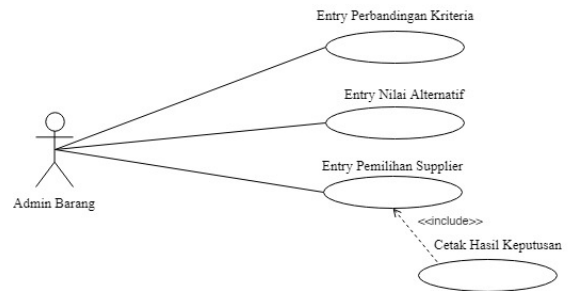 Entry Perbandingan Kriteria
Entry Nilai Alternatif
Entry Pemilihan Supplier
Admin Barang
<<include>>
Cetak Hasil Keputusan